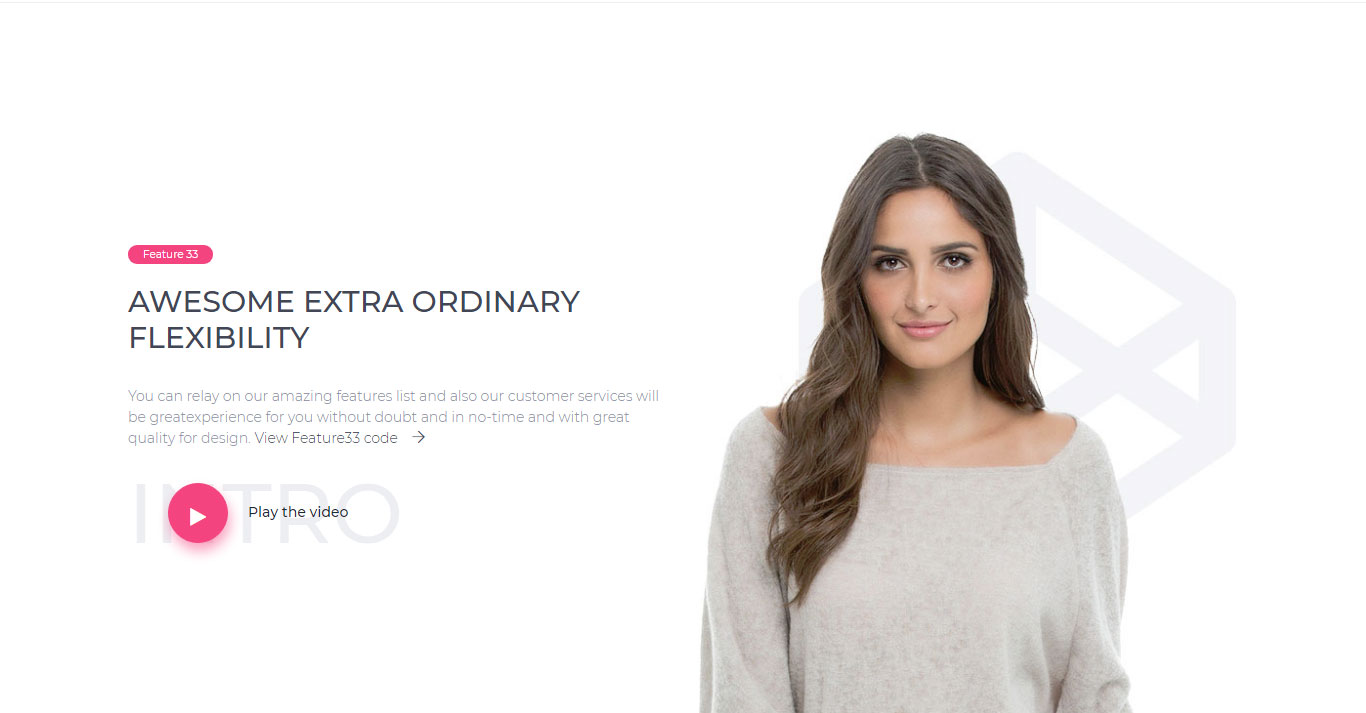 Feature 33
AWESOME EXTRA ORDINARY
FLEXIBILITY
You can relay on our amazing features list and also our customer services will
be greatexperience for you without doubt and in no-time and with great
quality for design. View Feature33 code →
INTRO
Play the video